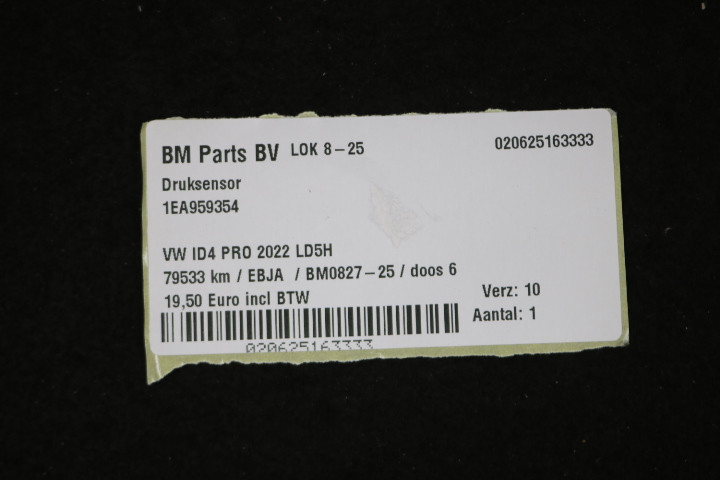 BM Parts BV LOK 8-25 020625163333
Druksensor
1EA959354
VW ID4 PRO 2022 LD5H
79533 km / EBJA / BM0827-25 / doos 6
19,50 Euro incl BTW Verz: 10
Aantal: 1
020625163333